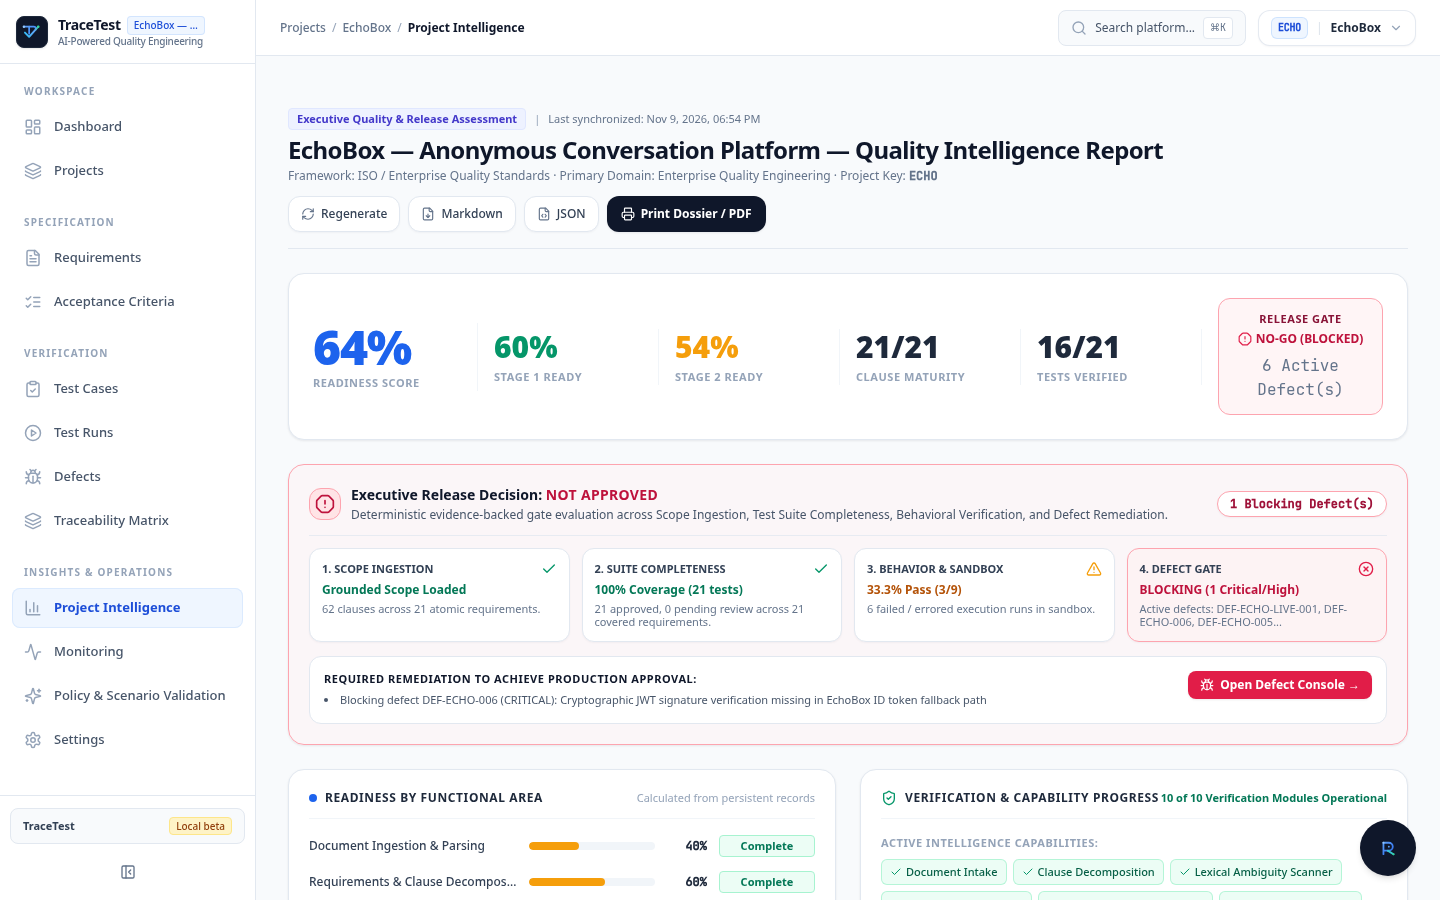 TraceTest
EchoBox — ...
AI-Powered Quality Engineering
WORKSPACE
Dashboard
Projects
SPECIFICATION
Requirements
Acceptance Criteria
VERIFICATION
Test Cases
Test Runs
Defects
Traceability Matrix
INSIGHTS & OPERATIONS
Project Intelligence
Monitoring
Policy & Scenario Validation
Settings
TraceTest
Local beta
Projects / EchoBox / Project Intelligence
Search platform... ⌘K
ECHO EchoBox
Executive Quality & Release Assessment | Last synchronized: Nov 9, 2026, 06:54 PM
EchoBox — Anonymous Conversation Platform — Quality Intelligence Report
Framework: ISO / Enterprise Quality Standards · Primary Domain: Enterprise Quality Engineering · Project Key: ECHO
Regenerate
Markdown
JSON
Print Dossier / PDF
64%
READINESS SCORE
60%
STAGE 1 READY
54%
STAGE 2 READY
21/21
CLAUSE MATURITY
16/21
TESTS VERIFIED
RELEASE GATE
NO-GO (BLOCKED)
6 Active
Defect(s)
Executive Release Decision: NOT APPROVED
Deterministic evidence-backed gate evaluation across Scope Ingestion, Test Suite Completeness, Behavioral Verification, and Defect Remediation.
1 Blocking Defect(s)
1. SCOPE INGESTION
Grounded Scope Loaded
62 clauses across 21 atomic requirements.
2. SUITE COMPLETENESS
100% Coverage (21 tests)
21 approved, 0 pending review across 21
covered requirements.
3. BEHAVIOR & SANDBOX
33.3% Pass (3/9)
6 failed / errored execution runs in sandbox.
4. DEFECT GATE
BLOCKING (1 Critical/High)
Active defects: DEF-ECHO-LIVE-001, DEF-
ECHO-006, DEF-ECHO-005...
REQUIRED REMEDIATION TO ACHIEVE PRODUCTION APPROVAL:
• Blocking defect DEF-ECHO-006 (CRITICAL): Cryptographic JWT signature verification missing in EchoBox ID token fallback path
Open Defect Console →
READINESS BY FUNCTIONAL AREA
Calculated from persistent records
Document Ingestion & Parsing 40% Complete
Requirements & Clause Decompos... 60% Complete
VERIFICATION & CAPABILITY PROGRESS
10 of 10 Verification Modules Operational
ACTIVE INTELLIGENCE CAPABILITIES:
Document Intake
Clause Decomposition
Lexical Ambiguity Scanner